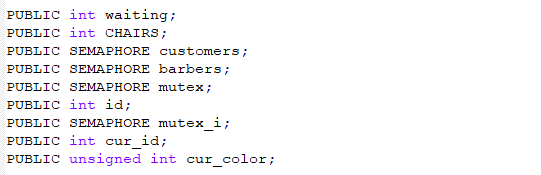 PUBLIC int waiting;
PUBLIC int CHAIRS;
PUBLIC SEMAPHORE customers;
PUBLIC SEMAPHORE barbers;
PUBLIC SEMAPHORE mutex;
PUBLIC int id;
PUBLIC SEMAPHORE mutex_i;
PUBLIC int cur_id;
PUBLIC unsigned int cur_color;